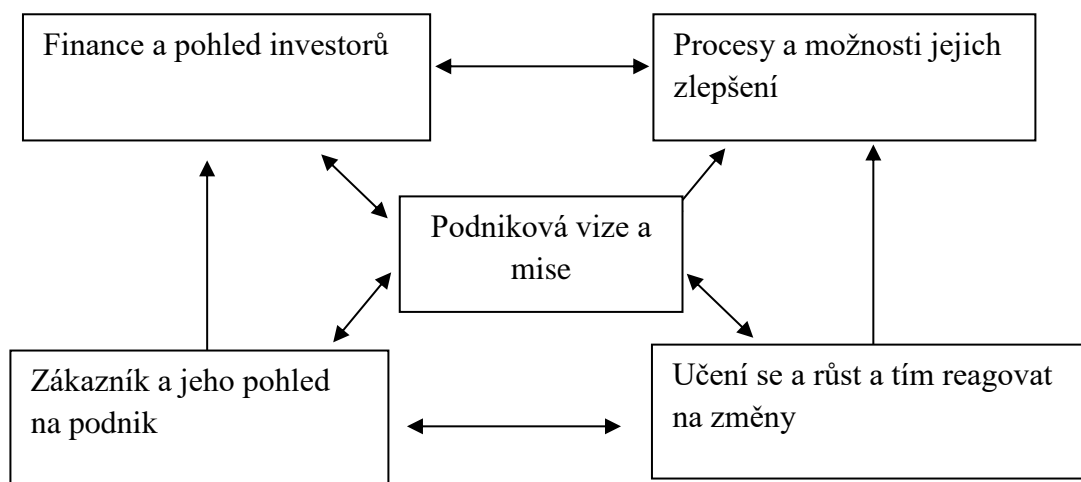 Finance a pohled investorů
Procesy a možnosti jejich
zlepšení
Podniková vize a
mise
Zákazník a jeho pohled
na podnik
Učení se a růst a tím reagovat
na změny